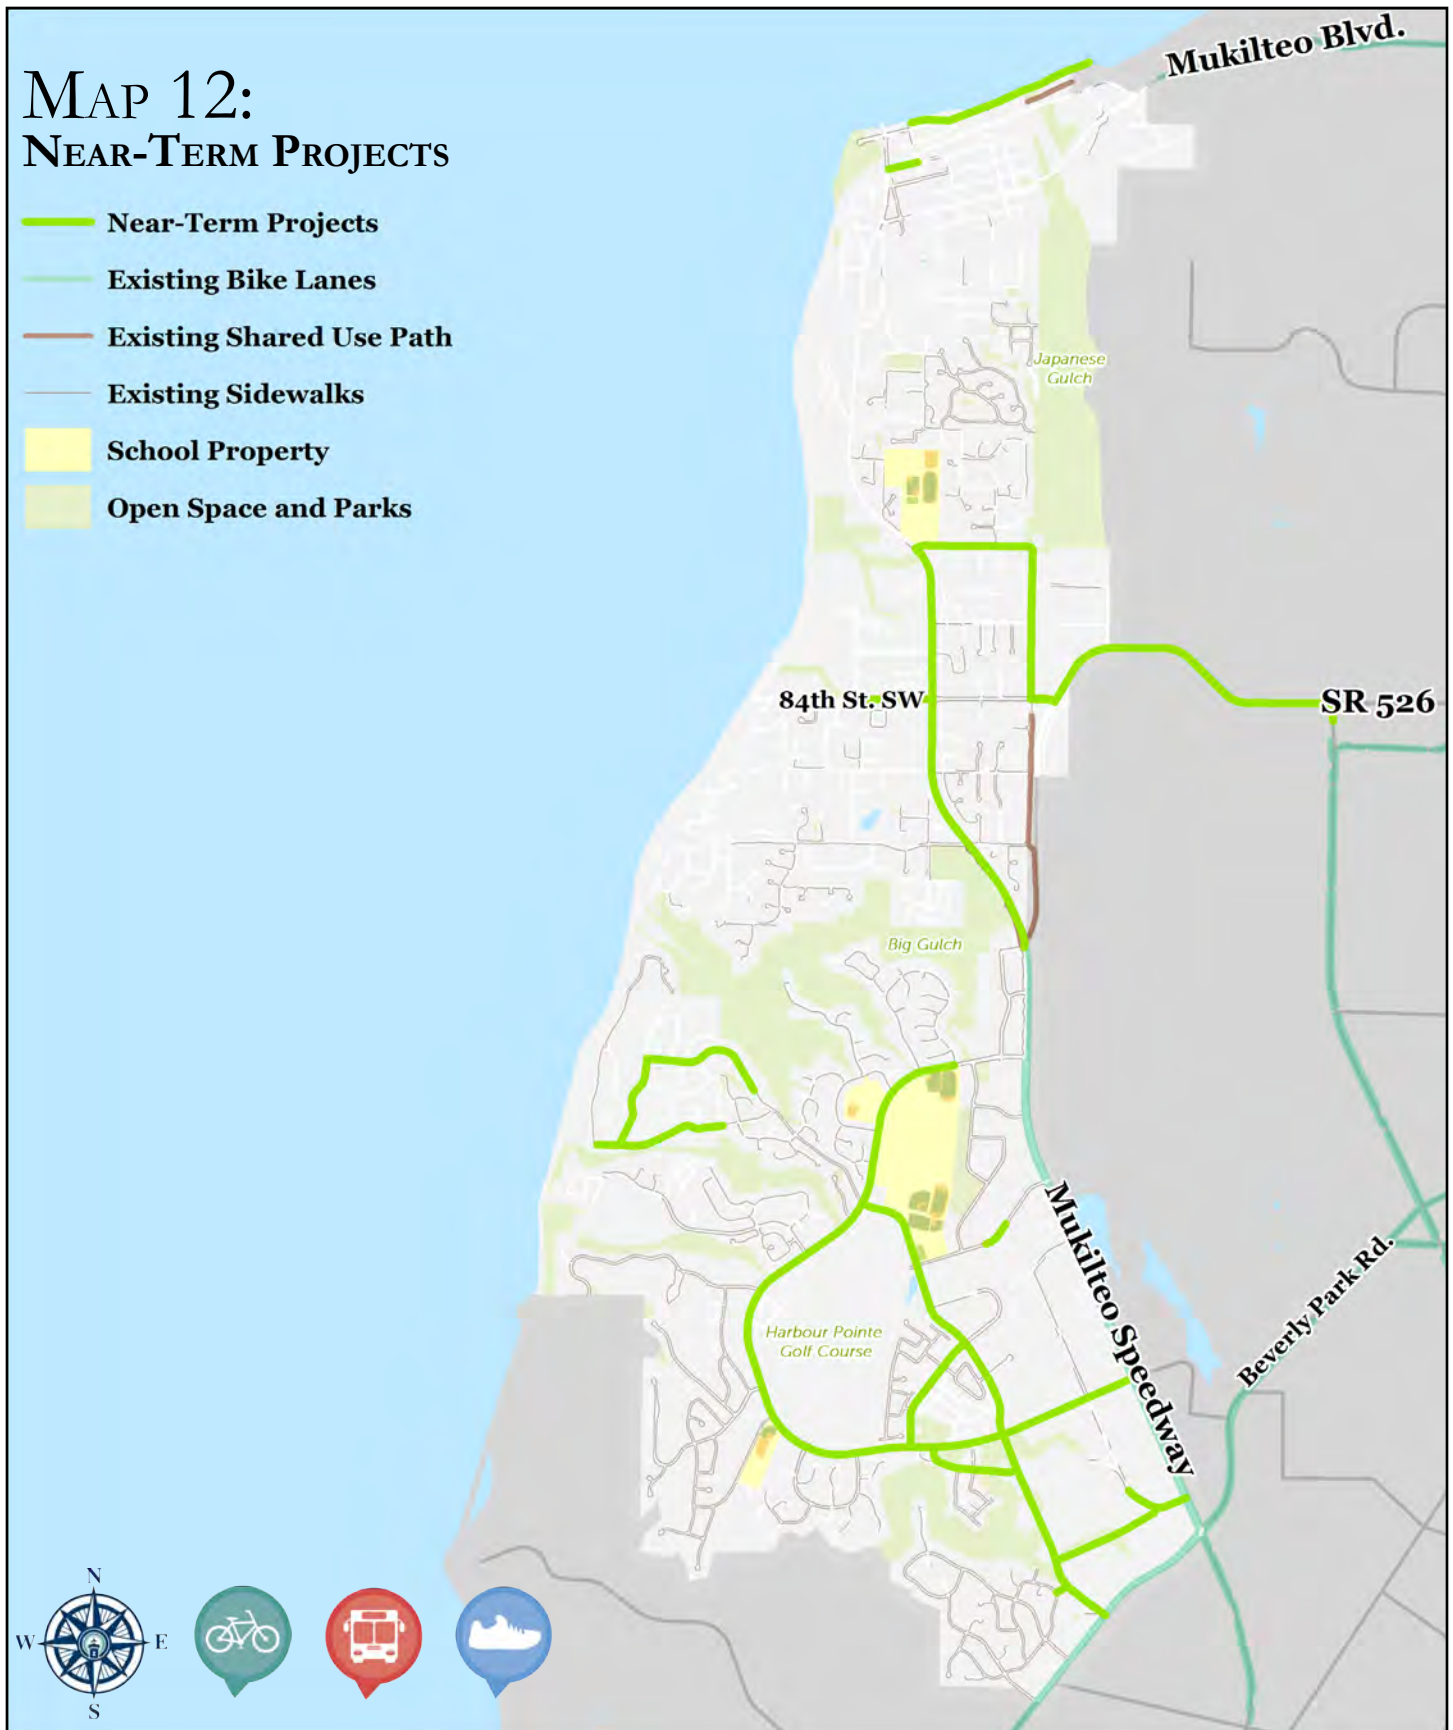 Mukilteo Blvd.
MAP 12:
NEAR-TERM PROJECTS
Near-Term Projects
Existing Bike Lanes
Existing Shared Use Path
Existing Sidewalks
School Property
Open Space and Parks
Japanese
Gulch
84th St. SW
SR 526
Big Gulch
Mukilteo Speedway
Beverly Park Rd.
Harbour Pointe
Golf Course
N
W
E
S